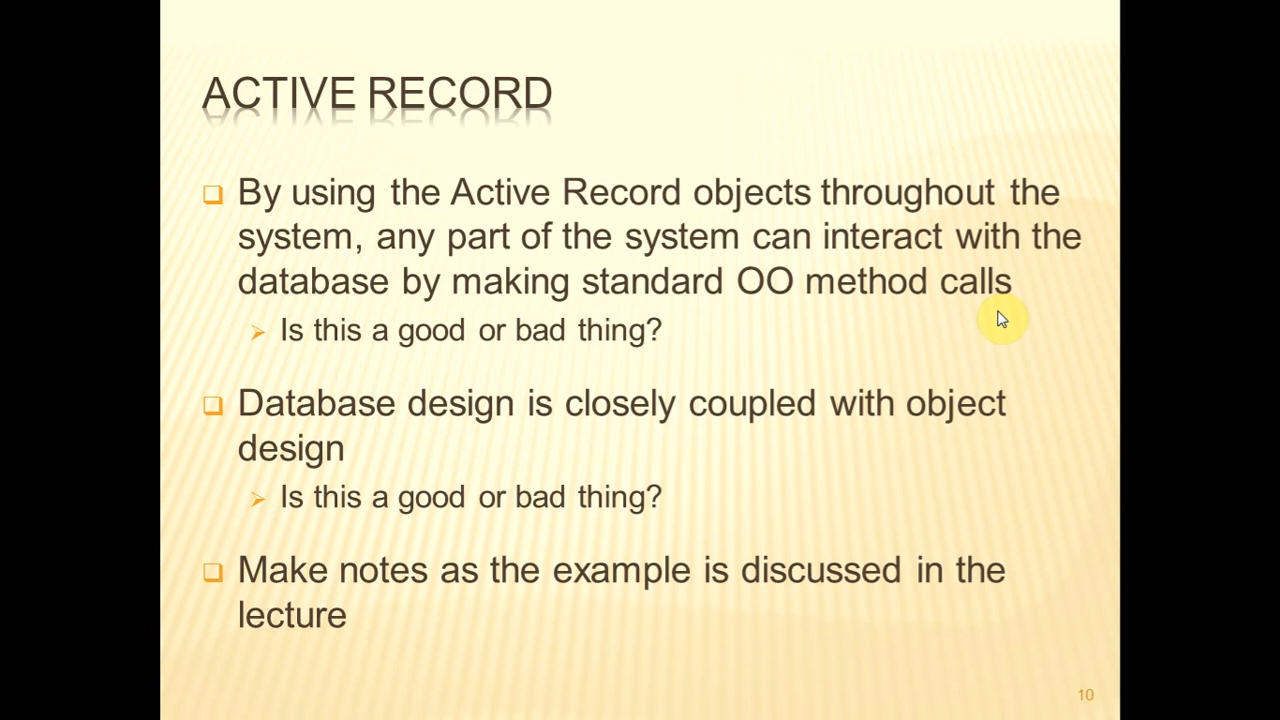 ACTIVE RECORD
By using the Active Record objects throughout the
system, any part of the system can interact with the
database by making standard OO method calls
Is this a good or bad thing?
Database design is closely coupled with object
design
Is this a good or bad thing?
Make notes as the example is discussed in the
lecture
10